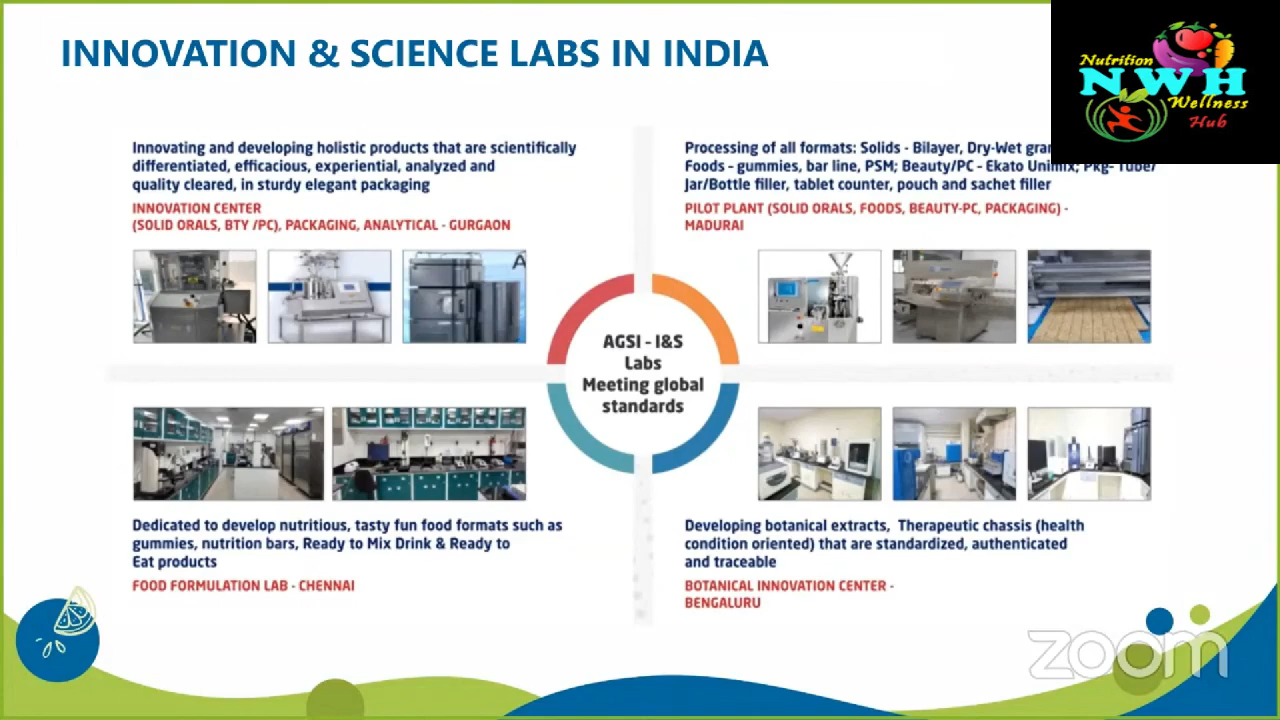 INNOVATION & SCIENCE LABS IN INDIA
Nutrition
NWH
Wellness
Hub
Innovating and developing holistic products that are scientifically
differentiated, efficacious, experiential, analyzed and
quality cleared, in sturdy elegant packaging
INNOVATION CENTER
(SOLID ORALS, BTY /PC), PACKAGING, ANALYTICAL - GURGAON
Processing of all formats: Solids - Bilayer, Dry-Wet
Foods - gummies, bar line, PSM; Beauty/PC - Ekato Unimix; Pkg- Tube/
Jar/Bottle filler, tablet counter, pouch and sachet filler
PILOT PLANT (SOLID ORALS, FOODS, BEAUTY-PC, PACKAGING) -
MADURAI
AGSI - I&S
Labs
Meeting global
standards
Dedicated to develop nutritious, tasty fun food formats such as
gummies, nutrition bars, Ready to Mix Drink & Ready to
Eat products
FOOD FORMULATION LAB - CHENNAI
Developing botanical extracts, Therapeutic chassis (health
condition oriented) that are standardized, authenticated
and traceable
BOTANICAL INNOVATION CENTER -
BENGALURU
zoom